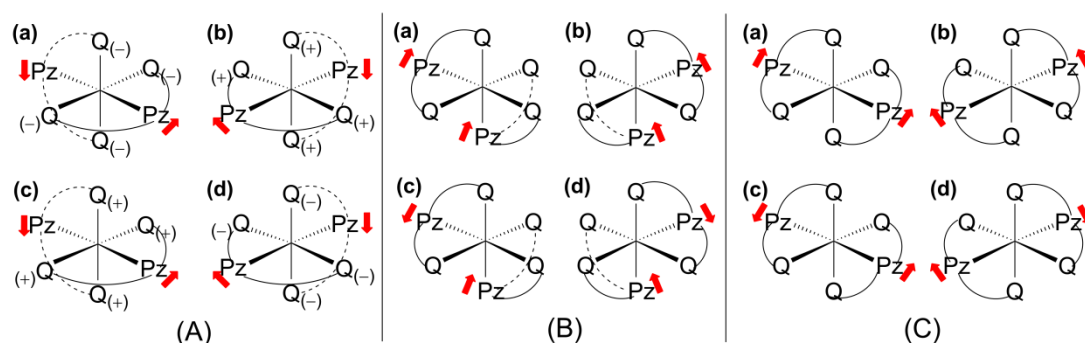 (a) (b) (a) (b) (a) (b)
Q(−) Q(+) Q Q Q Q
Pz Q(−) (+) Q Pz Pz Q Q Pz Pz Q Q Pz
Q Pz Pz Q(+) Q Q Q Q Q Pz Pz Q
(−) Q(−) Q(+) Pz Pz Q Q
(c) (d) (c) (d) (c) (d)
Q(+) Q(−) Q Q Q Q
Pz Q(+) (−) Q Pz Pz Q Q Pz Pz Q Q Pz
(+) Q Pz Pz Q(−) Q Q Q Q Q Pz Pz Q
Q(+) Q(−) Pz Pz Q Q
(A) (B) (C)